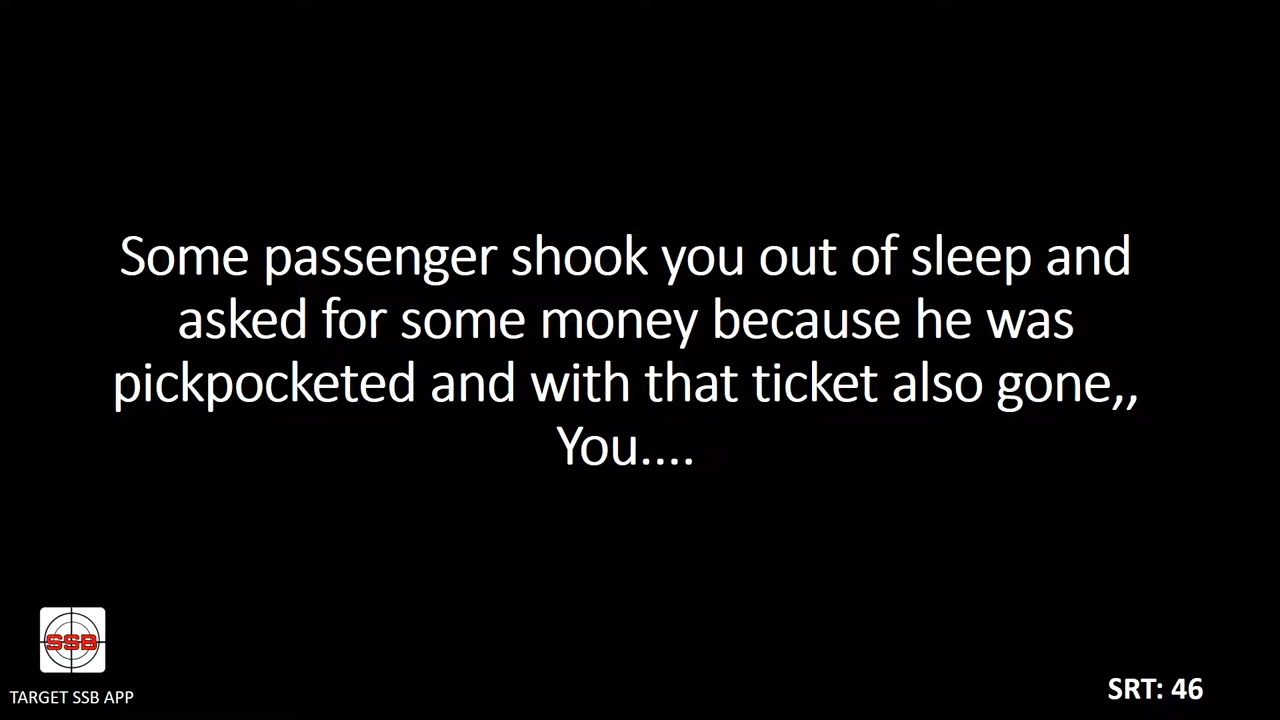 Some passenger shook you out of sleep and
asked for some money because he was
pickpocketed and with that ticket also gone,,
You....
SSB
TARGET SSB APP
SRT: 46